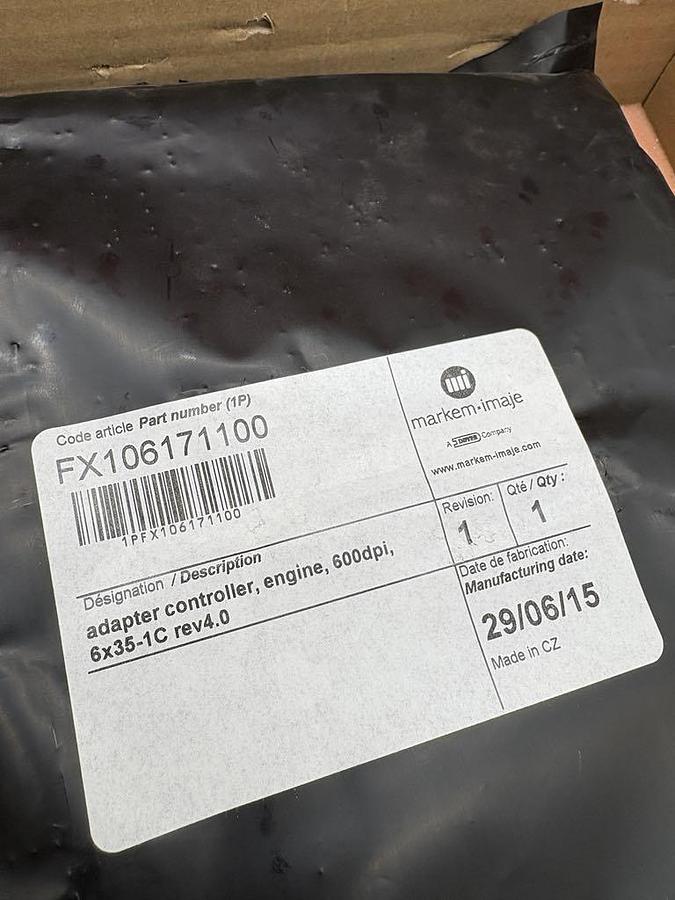 Code article Part number (1P)
FX106171100
1PFX106171100
mi
markem·imaje
A DOVER Company
www.markem-imaje.com
Revision:
1
Qté / Qty :
1
Désignation / Description
adapter controller, engine, 600dpi,
6x35-1C rev4.0
Date de fabrication:
Manufacturing date:
29/06/15
Made in CZ